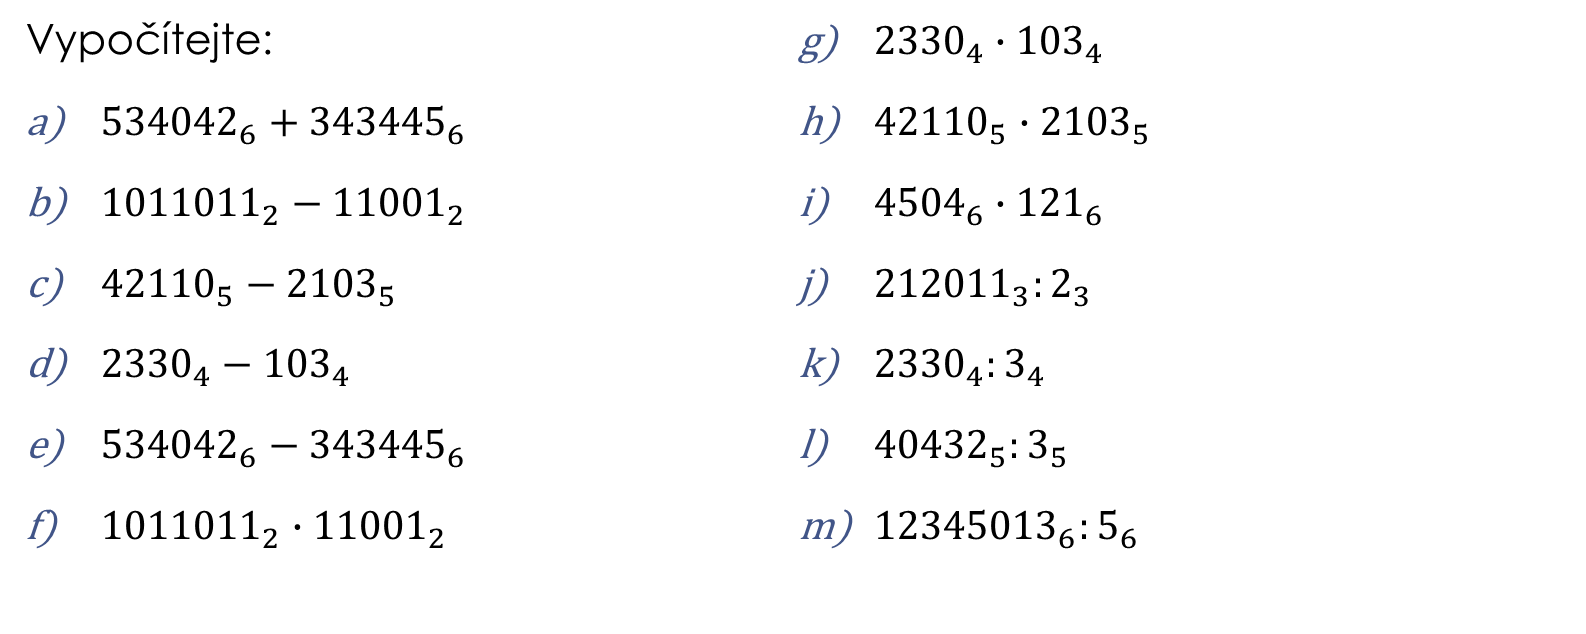 Vypočítejte:
a) 534042₆ + 343445₆
b) 1011011₂ − 11001₂
c) 42110₅ − 2103₅
d) 2330₄ − 103₄
e) 534042₆ − 343445₆
f) 1011011₂ · 11001₂
g) 2330₄ · 103₄
h) 42110₅ · 2103₅
i) 4504₆ · 121₆
j) 212011₃: 2₃
k) 2330₄: 3₄
l) 40432₅: 3₅
m) 12345013₆: 5₆